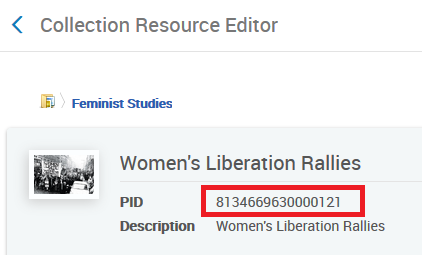 Collection Resource Editor
Feminist Studies
Women's Liberation Rallies
PID 8134669630000121
Description Women's Liberation Rallies